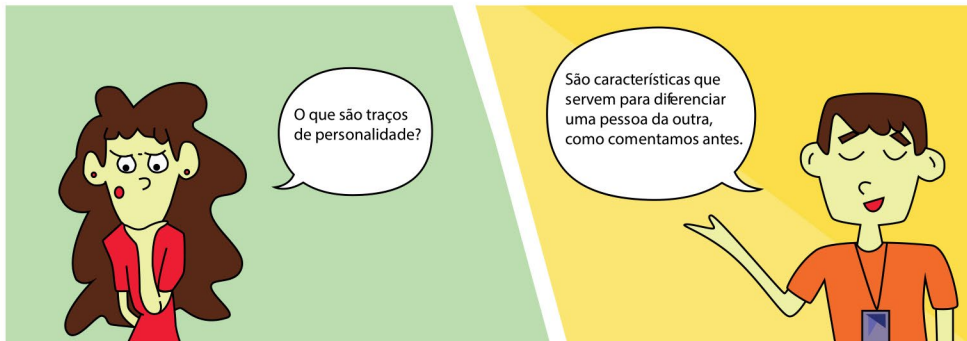 O que são traços
de personalidade?
São características que
servem para diferenciar
uma pessoa da outra,
como comentamos antes.